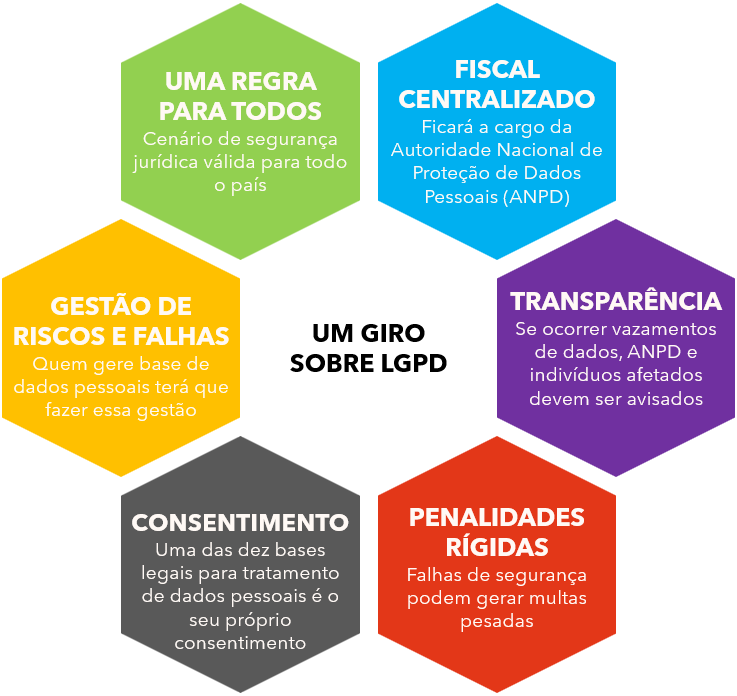 UMA REGRA
PARA TODOS
Cenário de segurança
jurídica válida para todo
o país
FISCAL
CENTRALIZADO
Ficará a cargo da
Autoridade Nacional de
Proteção de Dados
Pessoais (ANPD)
GESTÃO DE
RISCOS E FALHAS
Quem gere base de
dados pessoais terá que
fazer essa gestão
UM GIRO
SOBRE LGPD
TRANSPARÊNCIA
Se ocorrer vazamentos
de dados, ANPD e
indivíduos afetados
devem ser avisados
CONSENTIMENTO
Uma das dez bases
legais para tratamento
de dados pessoais é o
seu próprio
consentimento
PENALIDADES
RÍGIDAS
Falhas de segurança
podem gerar multas
pesadas